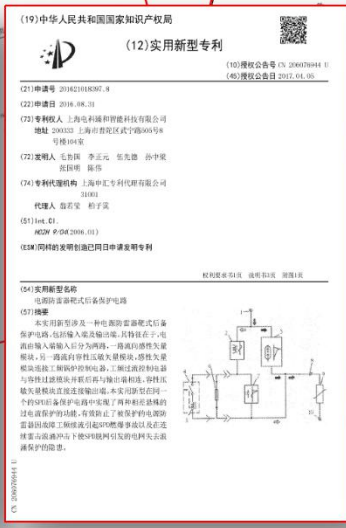 (19)中华人民共和国国家知识产权局
(12)实用新型专利
(10)授权公告号 CN 206076944 U
(45)授权公告日 2017.04.05
(21)申请号 201621018397.8
(22)申请日 2016.08.31
(73)专利权人 上海电科臻和智能科技有限公司
地址 200333 上海市普陀区武宁路505号8
号楼104室
(72)发明人 毛仿国 李正元 张先德 孙中梁
张国明 陈伟
(74)专利代理机构 上海申汇专利代理有限公司
31001
代理人 翁若莹 柏子雵
(51)Int.Cl.
H02H 9/04(2006.01)
(ESM)同样的发明创造已同日申请发明专利
权利要求书1页 说明书3页 附图1页
(54)实用新型名称
电源防雷器靶式后备保护电路
(57)摘要
本实用新型涉及一种电源防雷器靶式后备
保护电路,包括输入端及输出端,其特征在于,电
流由输入端输入后分为两路,一路流向感性矢量
模块,另一路流向容性压敏矢量模块,感性矢量
模块连接工频锅炉控制电器,工频过流控制电器
与容性过滤模块并联后再与输出端相连,容性压
敏矢量模块直接连接输出端。本实用新型在同一
个的SPD后备保护电路中实现了两种相差悬殊的
过电流保护的功能,有效防止了被保护的电源防
雷器因故障工频续流引起SPD燃爆事故以及在连
续雷击浪涌冲击下使SPD脱网引发的电网失去浪
涌保护的隐患。
CN 206076944 U